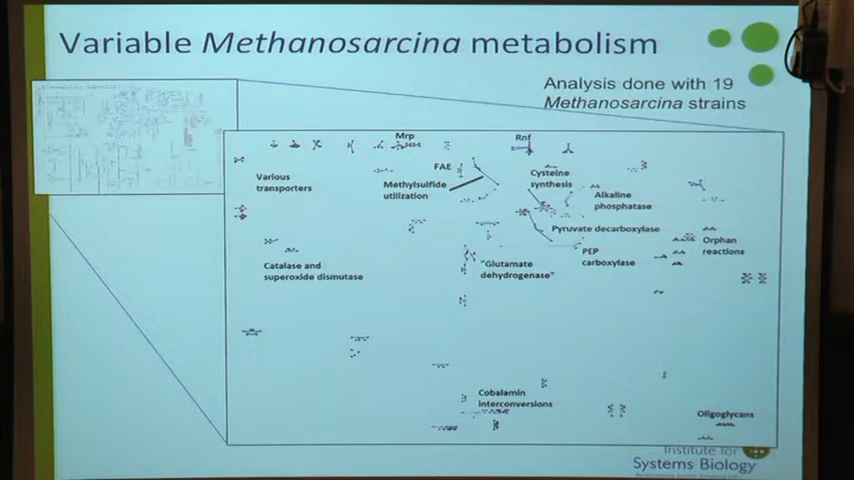 Variable Methanosarcina metabolism
Analysis done with 19
Methanosarcina strains
Mrp
Rnf
FAE
Various
transporters
Methylsulfide
utilization
Cysteine
synthesis
Alkaline
phosphatase
Pyruvate decarboxylase
PEP
carboxylase
Orphan
reactions
Catalase and
superoxide dismutase
"Glutamate
dehydrogenase"
Cobalamin
interconversions
Oligoglycans
Institute for
Systems Biology